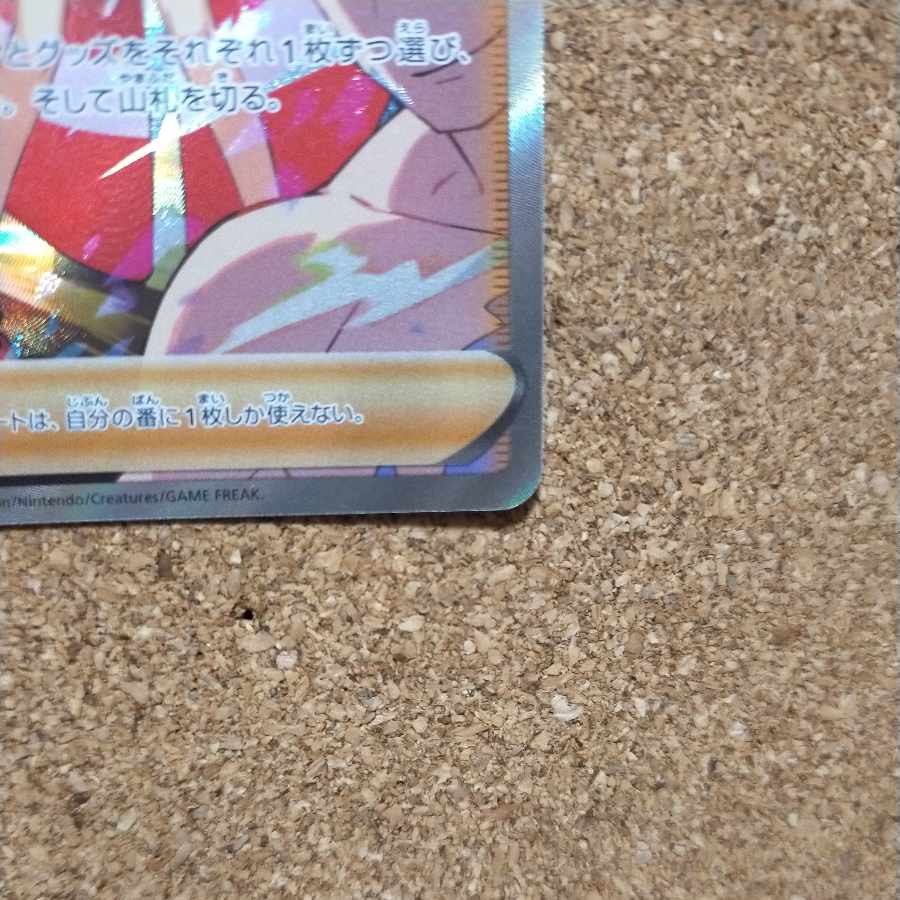 とグッズをそれぞれ1枚ずつ選び、
。そして山札を切る。
ートは、自分の番に1枚しか使えない。
n/Nintendo/Creatures/GAME FREAK.